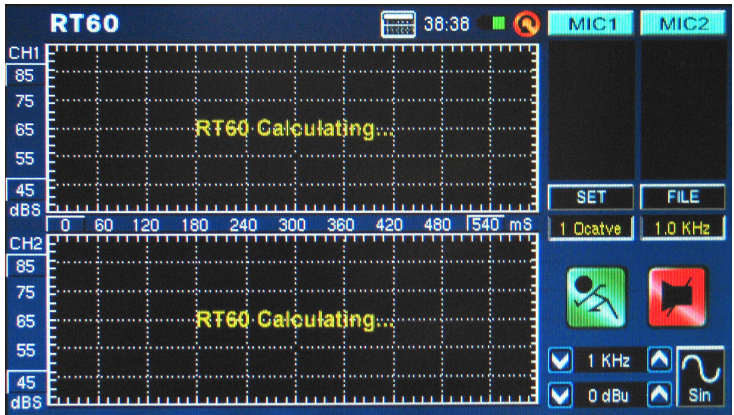 RT60 38:38 MIC1 MIC2
CH1
85
75
65
55
45
dBS
RT60 Calculating...
SET FILE
0 60 120 180 240 300 360 420 480 540 mS
1 Ocatve 1.0 KHz
CH2
85
75
65
55
45
dBS
RT60 Calculating...
1 KHz
0 dBu
Sin